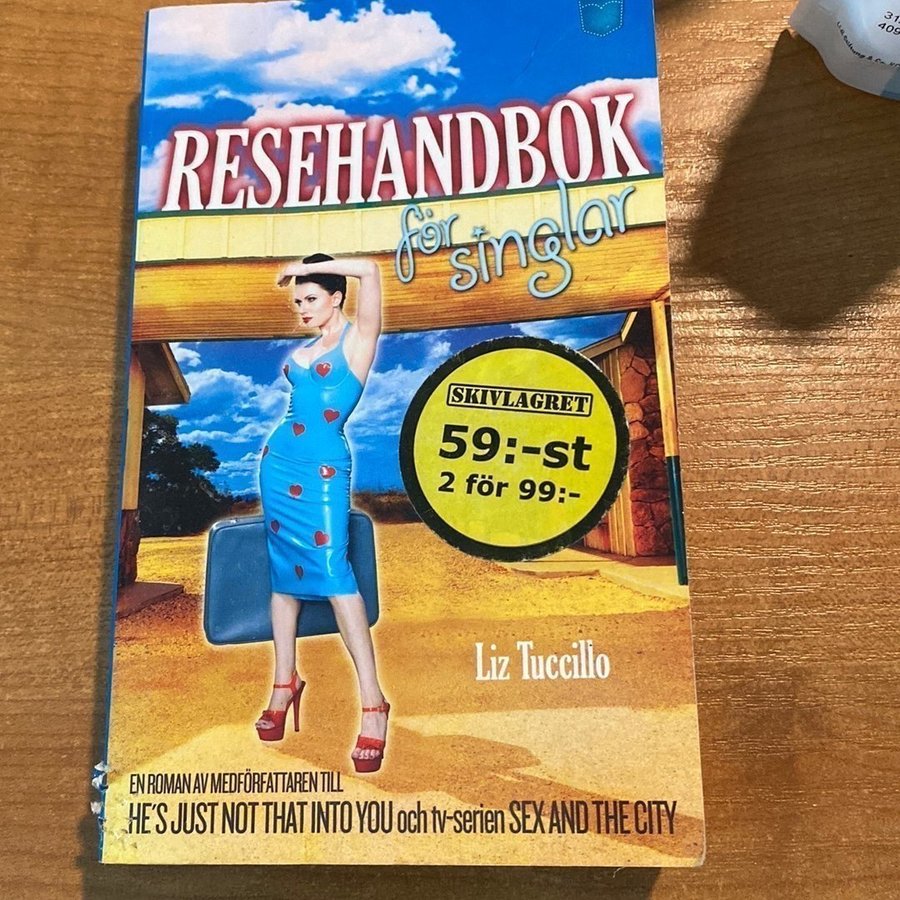 RESEHANDBOK
för singlar
SKIVLAGRET
59:-st
2 för 99:-
Liz Tuccillo
EN ROMAN AV MEDFÖRFATTAREN TILL
HE'S JUST NOT THAT INTO YOU och tv-serien SEX AND THE CITY